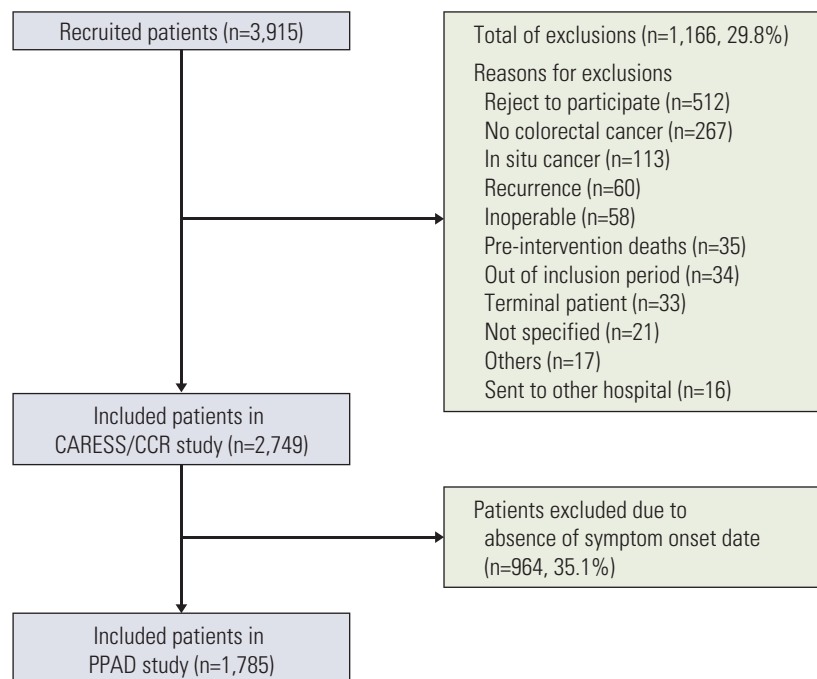 Recruited patients (n=3,915)
Total of exclusions (n=1,166, 29.8%)
Reasons for exclusions
Reject to participate (n=512)
No colorectal cancer (n=267)
In situ cancer (n=113)
Recurrence (n=60)
Inoperable (n=58)
Pre-intervention deaths (n=35)
Out of inclusion period (n=34)
Terminal patient (n=33)
Not specified (n=21)
Others (n=17)
Sent to other hospital (n=16)
Included patients in
CARESS/CCR study (n=2,749)
Patients excluded due to
absence of symptom onset date
(n=964, 35.1%)
Included patients in
PPAD study (n=1,785)